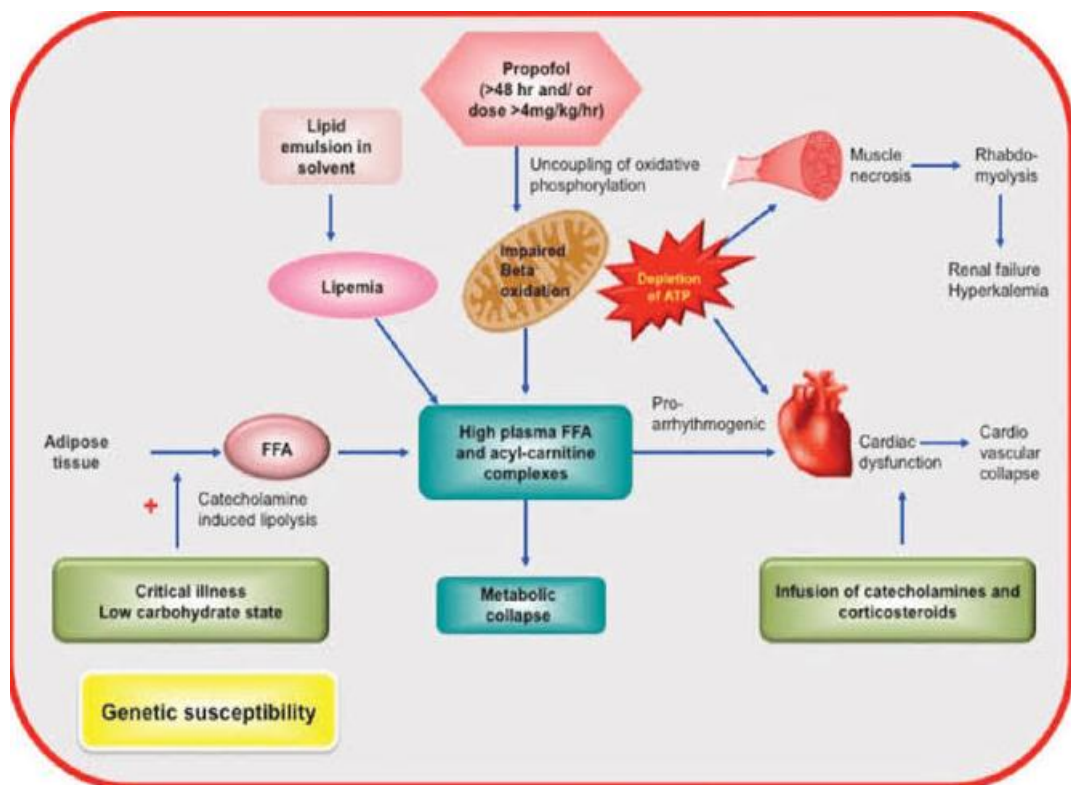 Propofol
(>48 hr and/ or
dose >4mg/kg/hr)
Lipid
emulsion in
solvent
Uncoupling of oxidative
phosphorylation
Muscle
necrosis
Rhabdo-
myolysis
Lipemia
Impaired
Beta
oxidation
Depletion
of ATP
Renal failure
Hyperkalemia
Adipose
tissue
FFA
High plasma FFA
and acyl-carnitine
complexes
Pro-
arrhythmogenic
Cardiac
dysfunction
Cardio
vascular
collapse
+
Catecholamine
induced lipolysis
Critical illness
Low carbohydrate state
Metabolic
collapse
Infusion of catecholamines and
corticosteroids
Genetic susceptibility